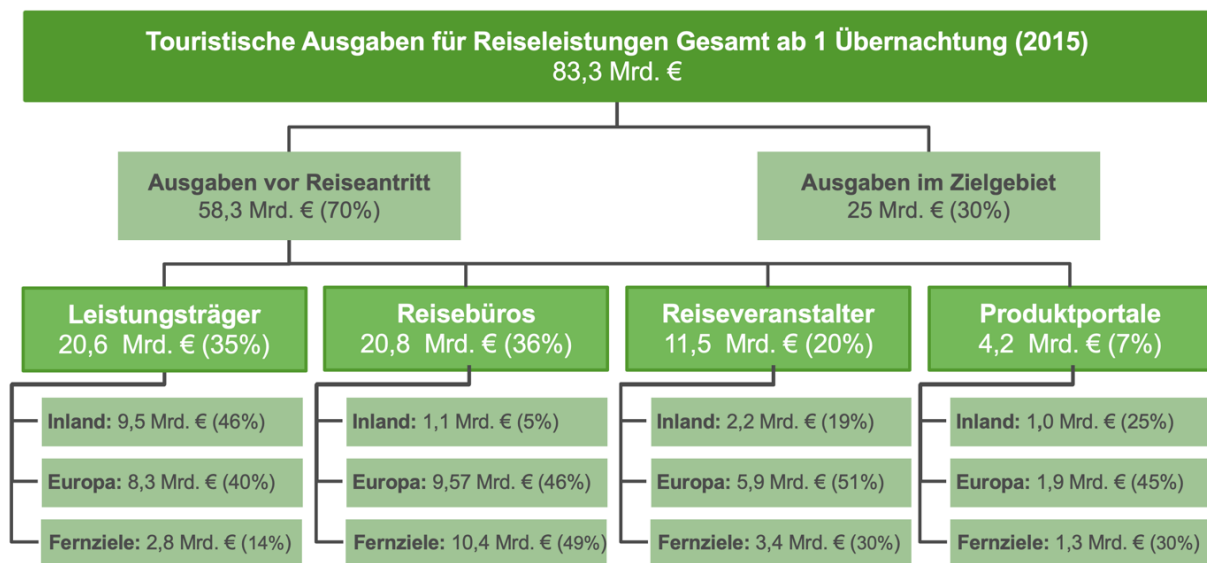 Touristische Ausgaben für Reiseleistungen Gesamt ab 1 Übernachtung (2015)
83,3 Mrd. €
Ausgaben vor Reiseantritt
58,3 Mrd. € (70%)
Ausgaben im Zielgebiet
25 Mrd. € (30%)
Leistungsträger
20,6 Mrd. € (35%)
Inland: 9,5 Mrd. € (46%)
Europa: 8,3 Mrd. € (40%)
Fernziele: 2,8 Mrd. € (14%)
Reisebüros
20,8 Mrd. € (36%)
Inland: 1,1 Mrd. € (5%)
Europa: 9,57 Mrd. € (46%)
Fernziele: 10,4 Mrd. € (49%)
Reiseveranstalter
11,5 Mrd. € (20%)
Inland: 2,2 Mrd. € (19%)
Europa: 5,9 Mrd. € (51%)
Fernziele: 3,4 Mrd. € (30%)
Produktportale
4,2 Mrd. € (7%)
Inland: 1,0 Mrd. € (25%)
Europa: 1,9 Mrd. € (45%)
Fernziele: 1,3 Mrd. € (30%)